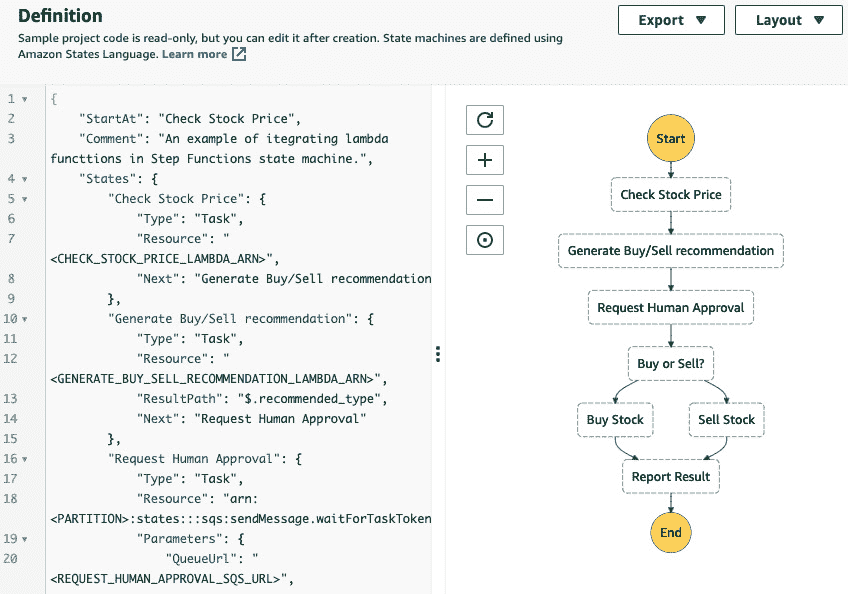 Definition
Sample project code is read-only, but you can edit it after creation. State machines are defined using
Amazon States Language. Learn more
Export ▼
Layout ▼
1 {
2 "StartAt": "Check Stock Price",
3 "Comment": "An example of itegrating lambda
functtions in Step Functions state machine.",
4 "States": {
5 "Check Stock Price": {
6 "Type": "Task",
7 "Resource": "
<CHECK_STOCK_PRICE_LAMBDA_ARN>",
8 "Next": "Generate Buy/Sell recommendation
9 },
10 "Generate Buy/Sell recommendation": {
11 "Type": "Task",
12 "Resource": "
<GENERATE_BUY_SELL_RECOMMENDATION_LAMBDA_ARN>",
13 "ResultPath": "$.recommended_type",
14 "Next": "Request Human Approval"
15 },
16 "Request Human Approval": {
17 "Type": "Task",
18 "Resource": "arn:
<PARTITION>:states:::sqs:sendMessage.waitForTaskToken
19 "Parameters": {
20 "QueueUrl": "
<REQUEST_HUMAN_APPROVAL_SQS_URL>",
Start
Check Stock Price
Generate Buy/Sell recommendation
Request Human Approval
Buy or Sell?
Buy Stock
Sell Stock
Report Result
End